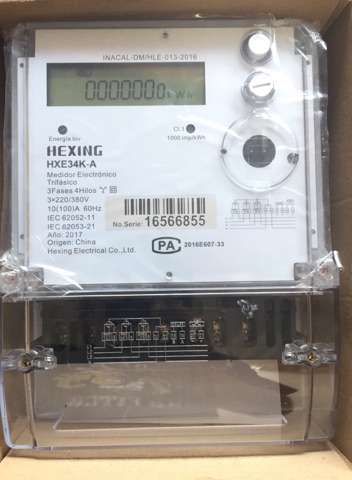 INACAL-DM/HLE-013-2016
000000.0 Wh
Energía Inv.
Cl.1
1000 imp/kWh
HEXING
HXE34K-A
Medidor Electrónico
Trifásico
3Fases 4Hilos
3×220/380V
10(100)A 60Hz
IEC 62052-11
IEC 62053-21
Año. 2017
Origen: China
Hexing Electrical Co.,Ltd.
No.Serie: 16566855
PA 2016E607-33